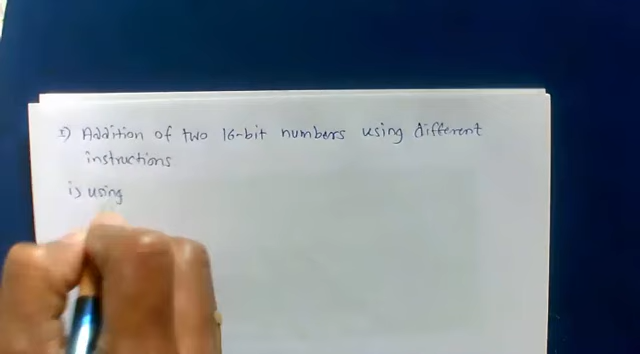 I) Addition of two 16-bit numbers using different
instructions
i) using